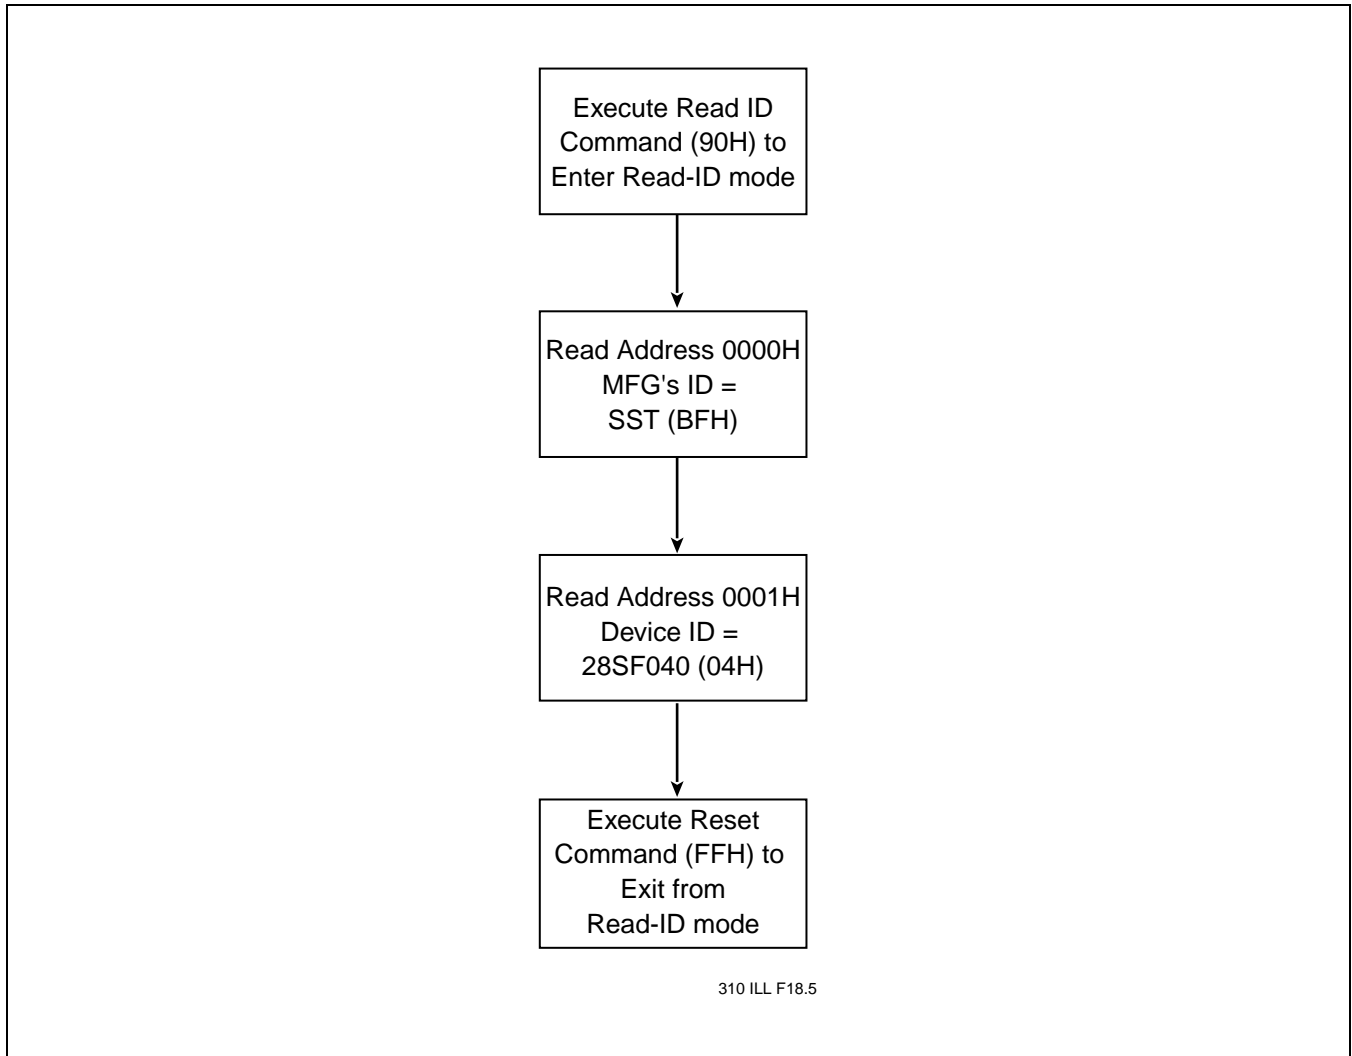 Execute Read ID
Command (90H) to
Enter Read-ID mode
Read Address 0000H
MFG's ID =
SST (BFH)
Read Address 0001H
Device ID =
28SF040 (04H)
Execute Reset
Command (FFH) to
Exit from
Read-ID mode
310 ILL F18.5